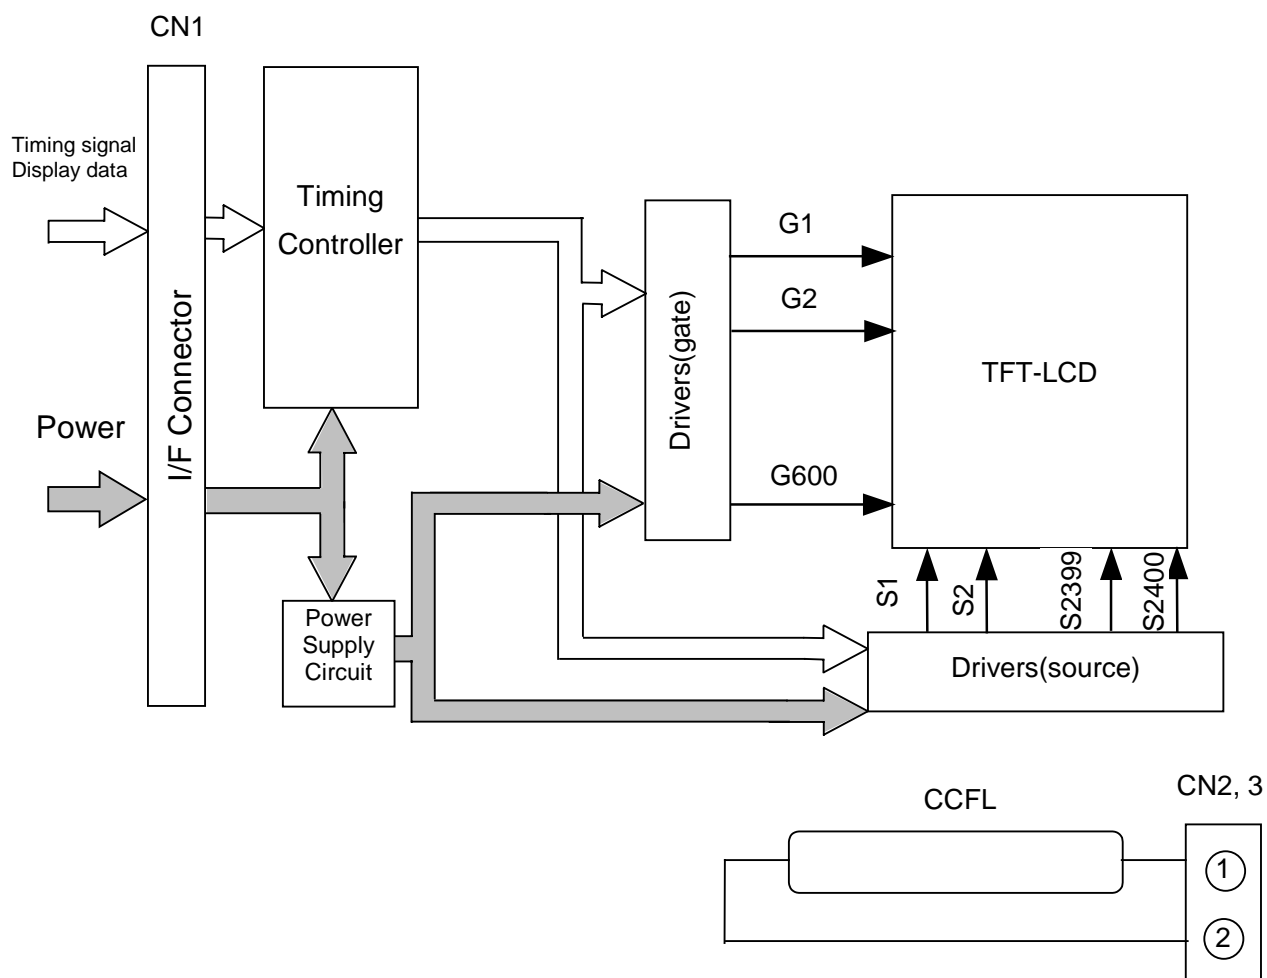 CN1
Timing signal
Display data
Timing
Controller
I/F Connector
Power
Power
Supply
Circuit
Drivers(gate)
G1
G2
G600
TFT-LCD
S1
S2
S2399
S2400
Drivers(source)
CCFL
CN2, 3
1
2